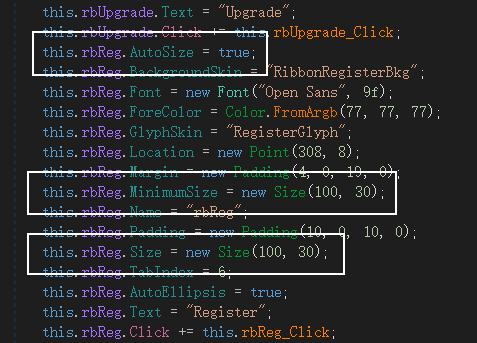 this.rbUpgrade.Text = "Upgrade";
this.rbUpgrade.Click += this.rbUpgrade_Click;
this.rbReg.AutoSize = true;
this.rbReg.BackgroundSkin = "RibbonRegisterBkg";
this.rbReg.Font = new Font("Open Sans", 9f);
this.rbReg.ForeColor = Color.FromArgb(77, 77, 77);
this.rbReg.GlyphSkin = "RegisterGlyph";
this.rbReg.Location = new Point(308, 8);
this.rbReg.Margin = new Padding(4, 0, 19, 0);
this.rbReg.MinimumSize = new Size(100, 30);
this.rbReg.Name = "rbReg";
this.rbReg.Padding = new Padding(10, 0, 10, 0);
this.rbReg.Size = new Size(100, 30);
this.rbReg.TabIndex = 6;
this.rbReg.AutoEllipsis = true;
this.rbReg.Text = "Register";
this.rbReg.Click += this.rbReg_Click;